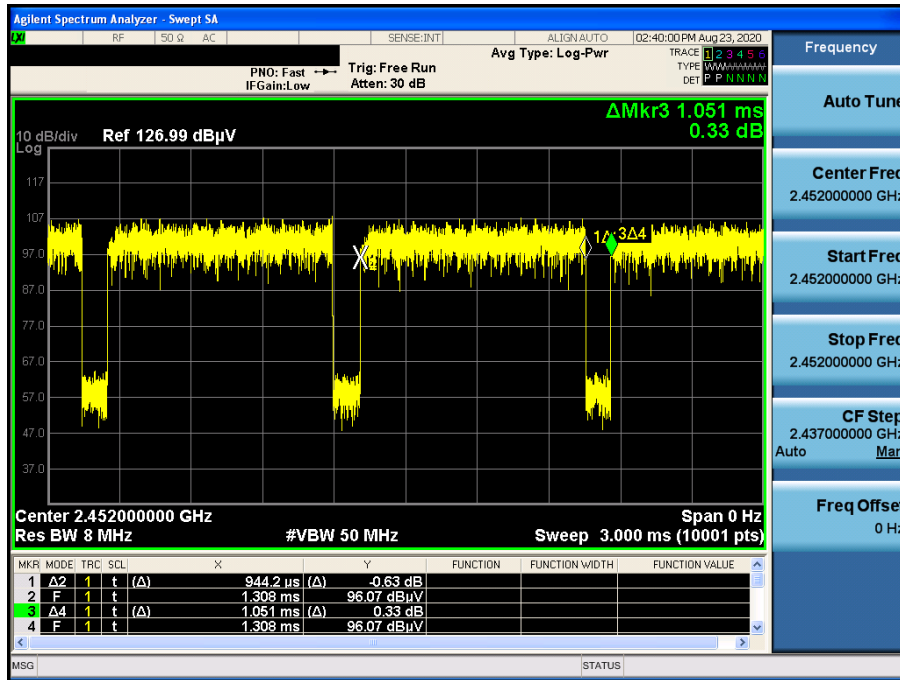 Agilent Spectrum Analyzer - Swept SA
LXI RF 50 Ω AC SENSE:INT ALIGN AUTO 02:40:00 PM Aug 23, 2020
Frequency
Avg Type: Log-Pwr
TRACE 1 2 3 4 5 6
PNO: Fast Trig: Free Run
TYPE WWWWWW
IFGain:Low Atten: 30 dB
DET P P N N N N
Auto Tune
ΔMkr3 1.051 ms
0.33 dB
10 dB/div Ref 126.99 dBµV
Log
117
107
97.0
87.0
77.0
67.0
57.0
47.0
37.0
1Δ 3Δ4
Center Freq
2.452000000 GHz
Start Freq
2.452000000 GHz
Stop Freq
2.452000000 GHz
CF Step
2.437000000 GHz
Auto Man
Freq Offset
0 Hz
Center 2.452000000 GHz Span 0 Hz
Res BW 8 MHz #VBW 50 MHz Sweep 3.000 ms (10001 pts)
MKR MODE TRC SCL X Y FUNCTION FUNCTION WIDTH FUNCTION VALUE
1 Δ2 1 t (Δ) 944.2 µs (Δ) -0.63 dB
2 F 1 t 1.308 ms 96.07 dBµV
3 Δ4 1 t (Δ) 1.051 ms (Δ) 0.33 dB
4 F 1 t 1.308 ms 96.07 dBµV
MSG STATUS